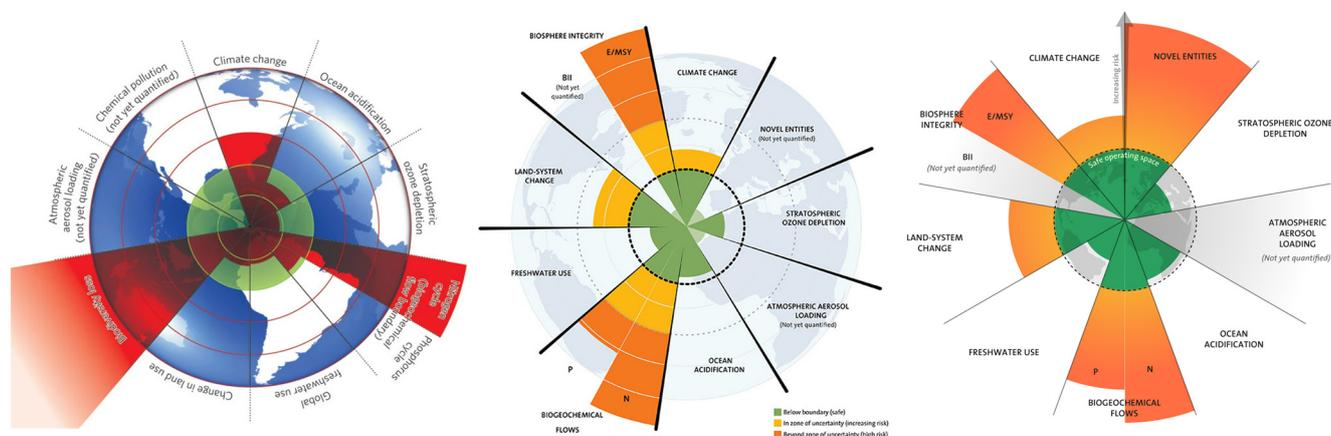 Climate change
Ocean acidification
Stratospheric
ozone depletion
Nitrogen
cycle
(biogeochemical
flow boundary)
Phosphorus
cycle
Global
freshwater use
Change in land use
Biodiversity loss
Atmospheric
aerosol loading
(not yet quantified)
Chemical pollution
(not yet quantified)
BIOSPHERE INTEGRITY
E/MSY
BII
(Not yet
quantified)
CLIMATE CHANGE
NOVEL ENTITIES
(Not yet quantified)
LAND-SYSTEM
CHANGE
STRATOSPHERIC
OZONE DEPLETION
FRESHWATER USE
ATMOSPHERIC AEROSOL
LOADING
(Not yet quantified)
P
OCEAN
ACIDIFICATION
N
BIOGEOCHEMICAL
FLOWS
Below boundary (safe)
In zone of uncertainty (increasing risk)
Beyond zone of uncertainty (high risk)
CLIMATE CHANGE
Increasing risk
NOVEL ENTITIES
BIOSPHERE
INTEGRITY
E/MSY
STRATOSPHERIC OZONE
DEPLETION
BII
(Not yet quantified)
Safe operating space
LAND-SYSTEM
CHANGE
ATMOSPHERIC
AEROSOL
LOADING
(Not yet quantified)
FRESHWATER USE
OCEAN
ACIDIFICATION
P
N
BIOGEOCHEMICAL
FLOWS